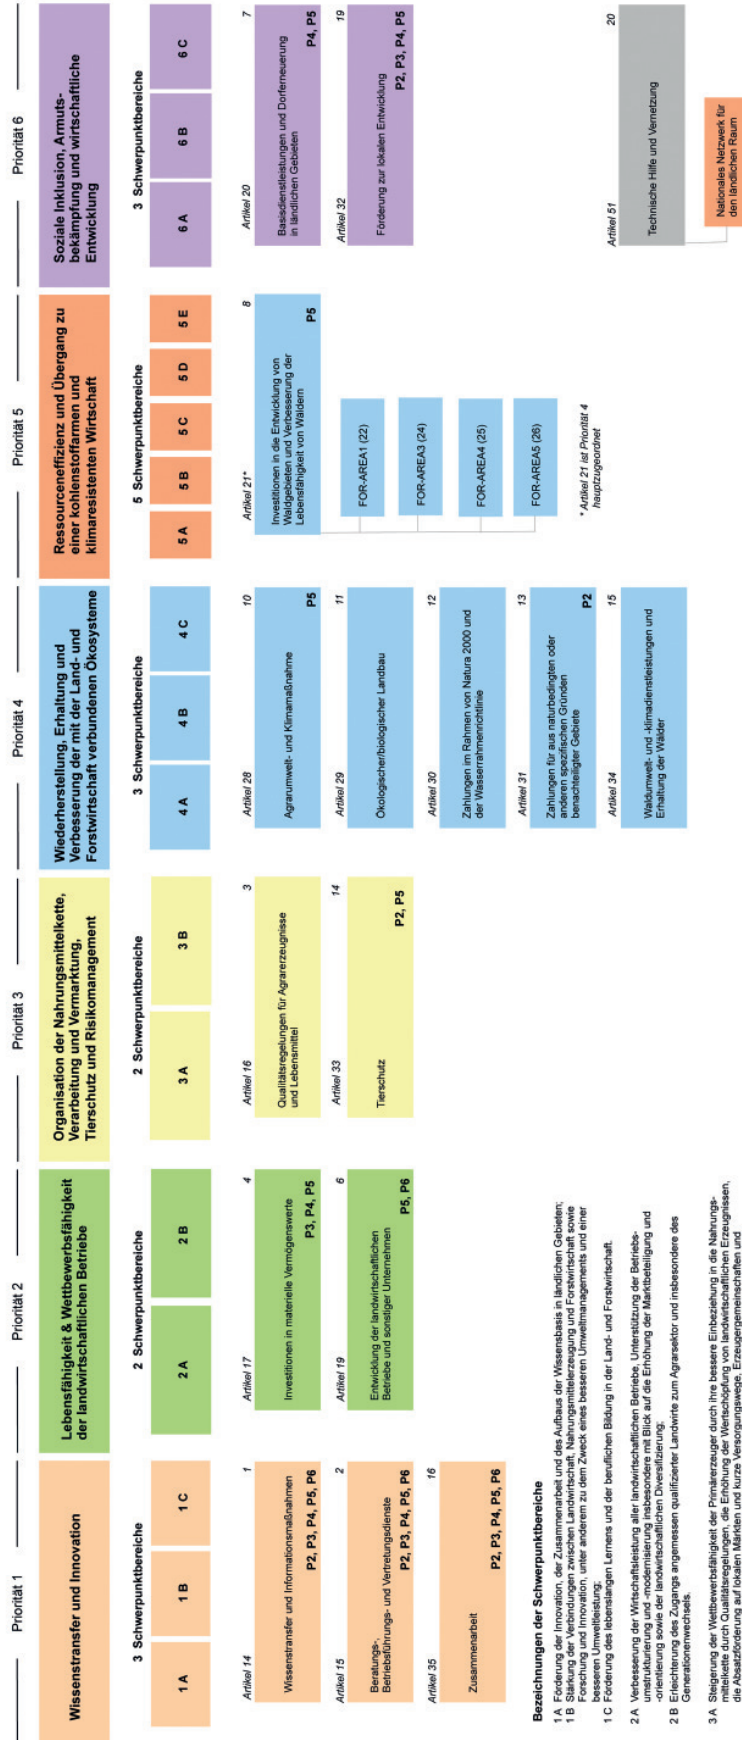 Priorität 1
Wissenstransfer und Innovation
3 Schwerpunktbereiche
1 A
1 B
1 C
Artikel 14
1
Wissenstransfer und Informationsmaßnahmen
P2, P3, P4, P5, P6
Artikel 15
2
Beratungs-,
Betriebsführungs- und Vertretungsdienste
P2, P3, P4, P5, P6
Artikel 35
16
Zusammenarbeit
P2, P3, P4, P5, P6
Priorität 2
Lebensfähigkeit & Wettbewerbsfähigkeit
der landwirtschaftlichen Betriebe
2 Schwerpunktbereiche
2 A
2 B
Artikel 17
4
Investitionen in materielle Vermögenswerte
P3, P4, P5
Artikel 19
6
Entwicklung der landwirtschaftlichen
Betriebe und sonstiger Unternehmen
P5, P6
Priorität 3
Organisation der Nahrungsmittelkette,
Verarbeitung und Vermarktung,
Tierschutz und Risikomanagement
2 Schwerpunktbereiche
3 A
3 B
Artikel 16
3
Qualitätsregelungen für Agrarerzeugnisse
und Lebensmittel
Artikel 33
14
Tierschutz
P2, P5
Priorität 4
Wiederherstellung, Erhaltung und
Verbesserung der mit der Land- und
Forstwirtschaft verbundenen Ökosysteme
3 Schwerpunktbereiche
4 A
4 B
4 C
Artikel 28
10
Agrarumwelt- und Klimamaßnahme
P5
Artikel 29
11
Ökologischer/biologischer Landbau
Artikel 30
12
Zahlungen im Rahmen von Natura 2000 und
der Wasserrahmenrichtlinie
Artikel 31
13
Zahlungen für aus naturbedingten oder
anderen spezifischen Gründen
benachteiligter Gebiete
P2
Artikel 34
15
Waldumwelt- und -klimadienstleistungen und
Erhaltung der Wälder
Priorität 5
Ressourceneffizienz und Übergang zu
einer kohlenstoffarmen und
klimaresistenten Wirtschaft
5 Schwerpunktbereiche
5 A
5 B
5 C
5 D
5 E
Artikel 21*
8
Investitionen in die Entwicklung von
Waldgebieten und Verbesserung der
Lebensfähigkeit von Wäldern
P5
FOR-AREA1 (22)
FOR-AREA3 (24)
FOR-AREA4 (25)
FOR-AREA5 (26)
* Artikel 21 ist Priorität 4
hauptzugeordnet
Priorität 6
Soziale Inklusion, Armuts-
bekämpfung und wirtschaftliche
Entwicklung
3 Schwerpunktbereiche
6 A
6 B
6 C
Artikel 20
7
Basisdienstleistungen und Dorferneuerung
in ländlichen Gebieten
P4, P5
Artikel 32
19
Förderung zur lokalen Entwicklung
P2, P3, P4, P5
Artikel 51
20
Technische Hilfe und Vernetzung
Nationales Netzwerk für
den ländlichen Raum
Bezeichnungen der Schwerpunktbereiche
1 A Förderung der Innovation, der Zusammenarbeit und des Aufbaus der Wissensbasis in ländlichen Gebieten;
1 B Stärkung der Verbindungen zwischen Landwirtschaft, Nahrungsmittelerzeugung und Forstwirtschaft sowie
Forschung und Innovation, unter anderem zu dem Zweck eines besseren Umweltmanagements und einer
besseren Umweltleistung;
1 C Förderung des lebenslangen Lernens und der beruflichen Bildung in der Land- und Forstwirtschaft.
2 A Verbesserung der Wirtschaftsleistung aller landwirtschaftlichen Betriebe, Unterstützung der Betriebs-
umstrukturierung und -modernisierung insbesondere mit Blick auf die Erhöhung der Marktbeteiligung und
-orientierung sowie der landwirtschaftlichen Diversifizierung;
2 B Erleichterung des Zugangs angemessen qualifizierter Landwirte zum Agrarsektor und insbesondere des
Generationenwechsels.
3 A Steigerung der Wettbewerbsfähigkeit der Primärerzeuger durch ihre bessere Einbeziehung in die Nahrungs-
mittelkette durch Qualitätsregelungen, die Erhöhung der Wertschöpfung von landwirtschaftlichen Erzeugnissen,
die Absatzförderung auf lokalen Märkten und kurze Versorgungswege, Erzeugergemeinschaften und